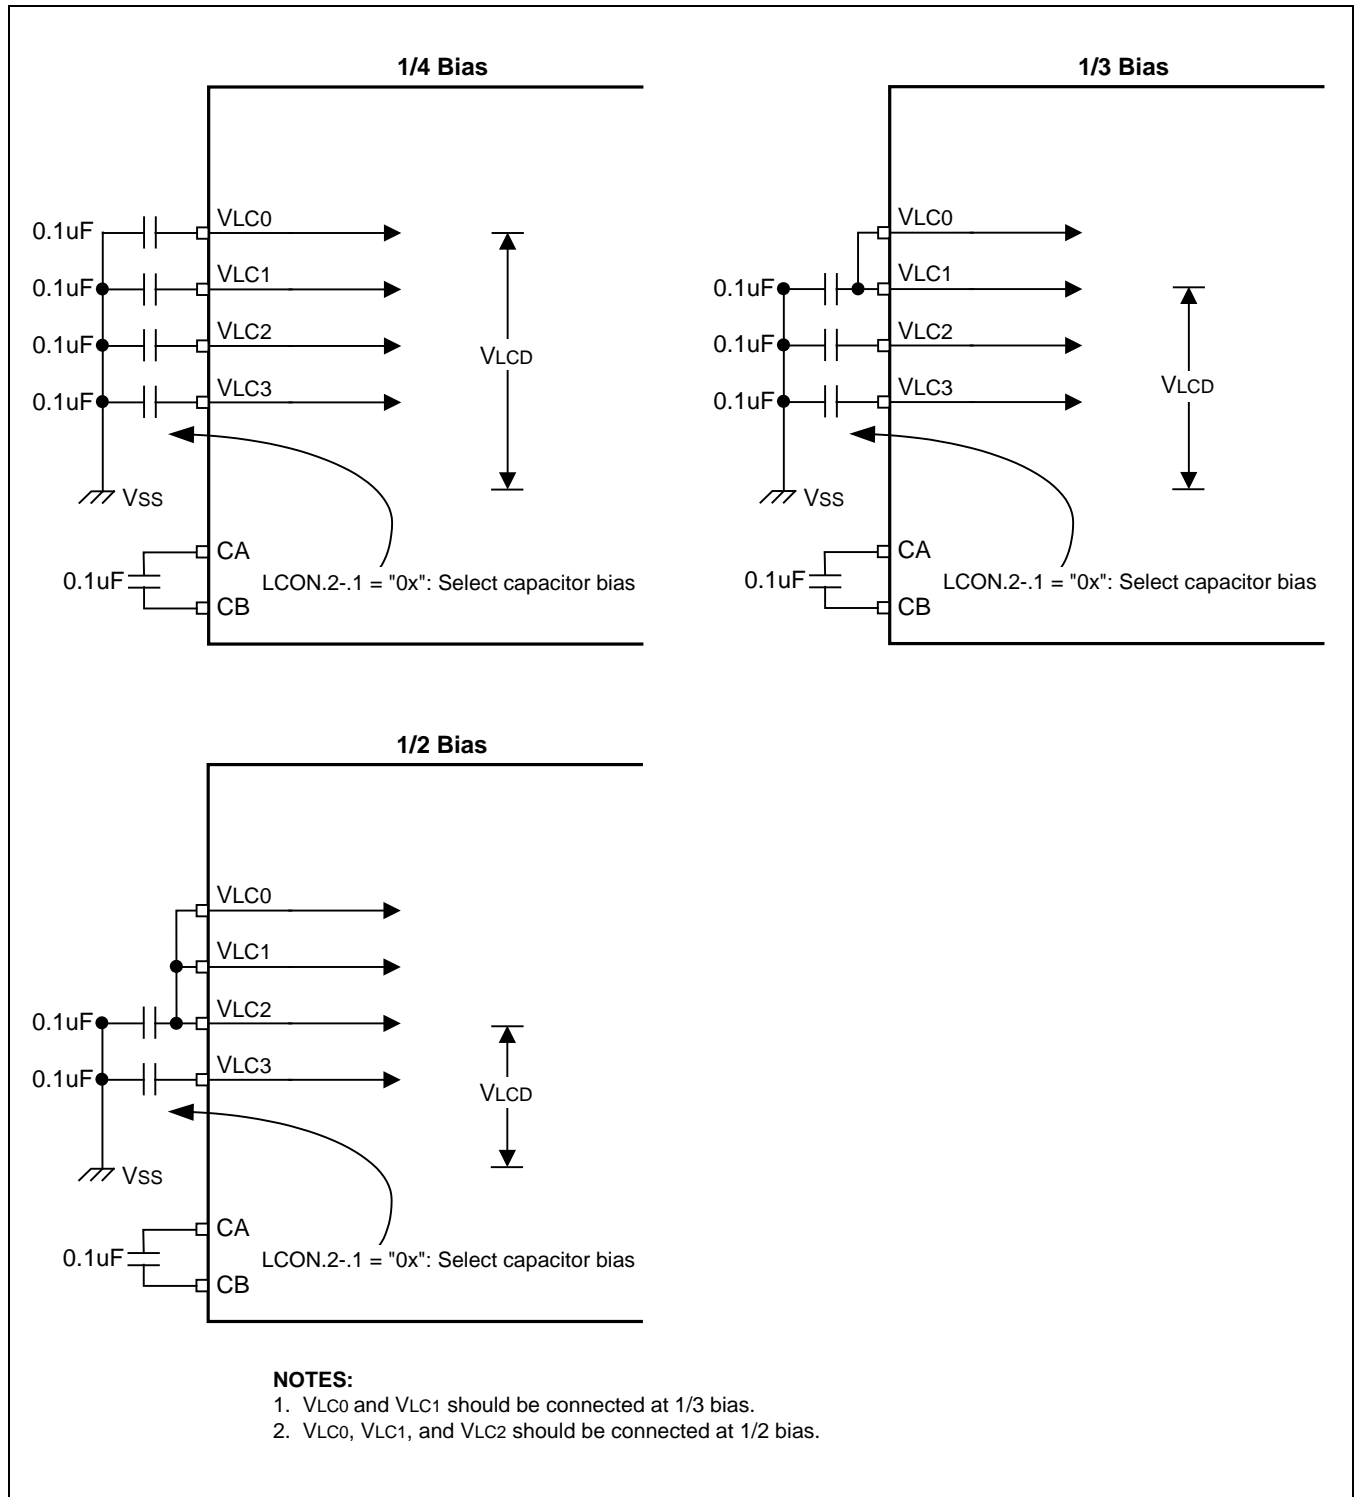 1/4 Bias
VLC0
0.1uF
VLC1
0.1uF
VLC2
0.1uF
VLC3
0.1uF
VLCD
VSS
CA
0.1uF
LCON.2-.1 = "0x": Select capacitor bias
CB
1/3 Bias
VLC0
VLC1
0.1uF
VLC2
0.1uF
VLC3
0.1uF
VLCD
VSS
CA
0.1uF
LCON.2-.1 = "0x": Select capacitor bias
CB
1/2 Bias
VLC0
VLC1
VLC2
0.1uF
VLC3
0.1uF
VLCD
VSS
CA
0.1uF
LCON.2-.1 = "0x": Select capacitor bias
CB
NOTES:
1. VLC0 and VLC1 should be connected at 1/3 bias.
2. VLC0, VLC1, and VLC2 should be connected at 1/2 bias.